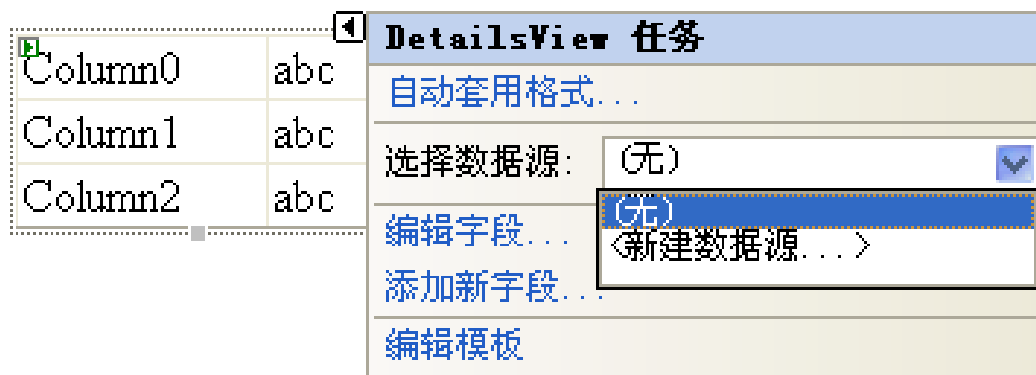 Column0 abc
Column1 abc
Column2 abc
DetailsView 任务
自动套用格式...
选择数据源: (无)
(无)
<新建数据源...>
编辑字段...
添加新字段...
编辑模板